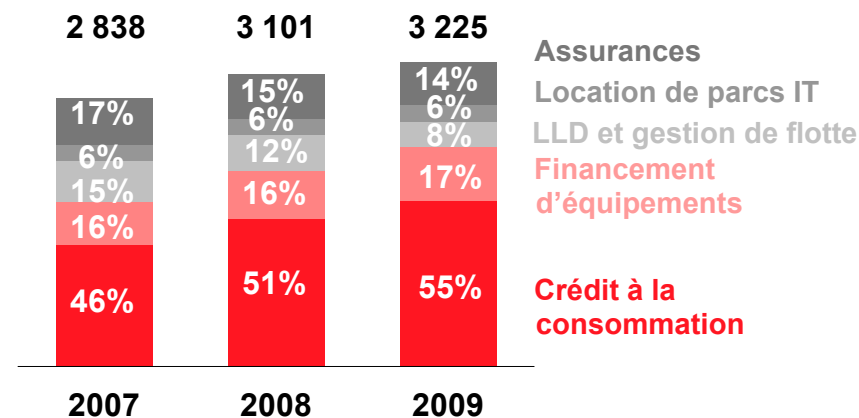 2 838 3 101 3 225
Assurances
Location de parcs IT
LLD et gestion de flotte
Financement
d'équipements
Crédit à la
consommation
17% 15% 14%
6% 6% 6%
15% 12% 8%
16% 16% 17%
46% 51% 55%
2007 2008 2009